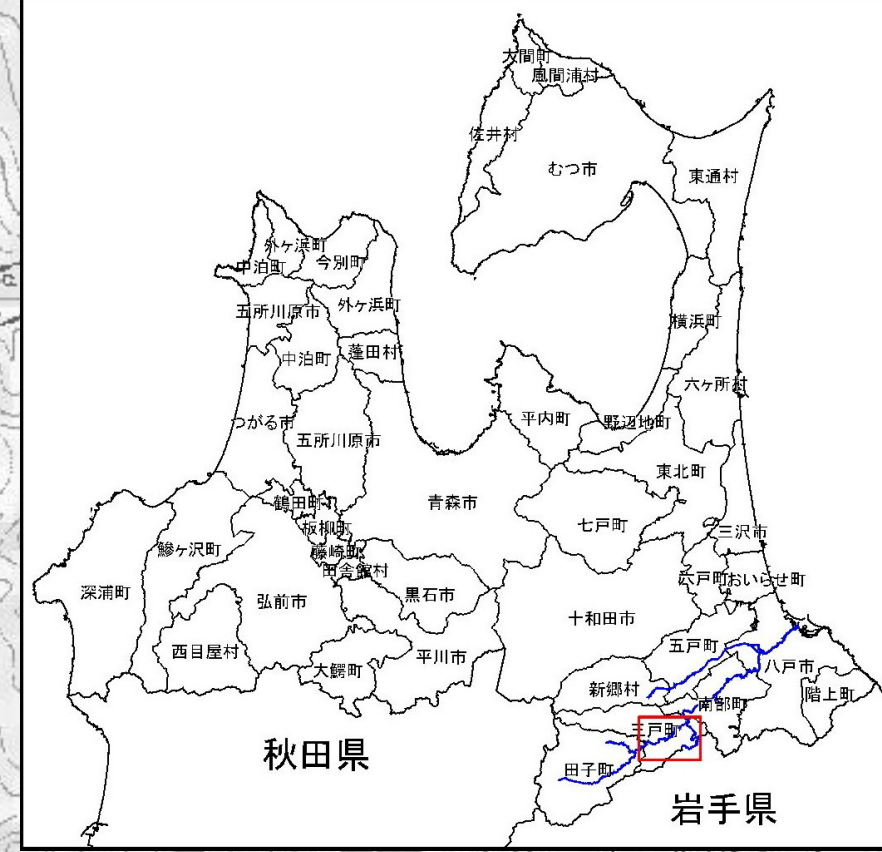 大間町
風間浦村
佐井村
むつ市
東通村
外ヶ浜町
中泊町
今別町
五所川原市
外ヶ浜町
横浜町
中泊町
蓬田村
六ヶ所村
つがる市
五所川原市
平内町
野辺地町
東北町
鶴田町
青森市
七戸町
板柳町
三沢市
鰺ヶ沢町
藤崎町
田舎館村
六戸町
おいらせ町
深浦町
弘前市
黒石市
十和田市
西目屋村
大鰐町
平川市
五戸町
八戸市
新郷村
南部町
階上町
三戸町
田子町
秋田県
岩手県